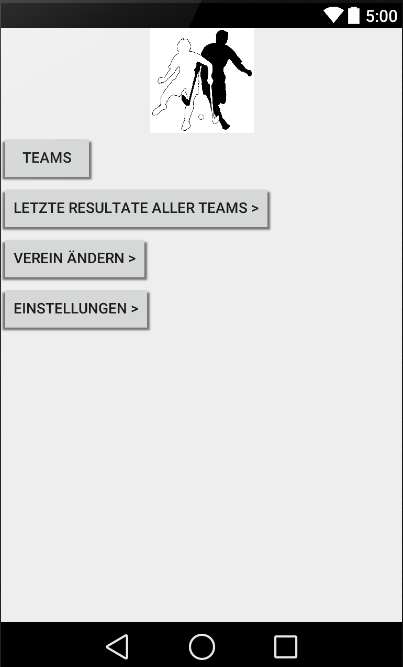 5:00
TEAMS
LETZTE RESULTATE ALLER TEAMS >
VEREIN ÄNDERN >
EINSTELLUNGEN >